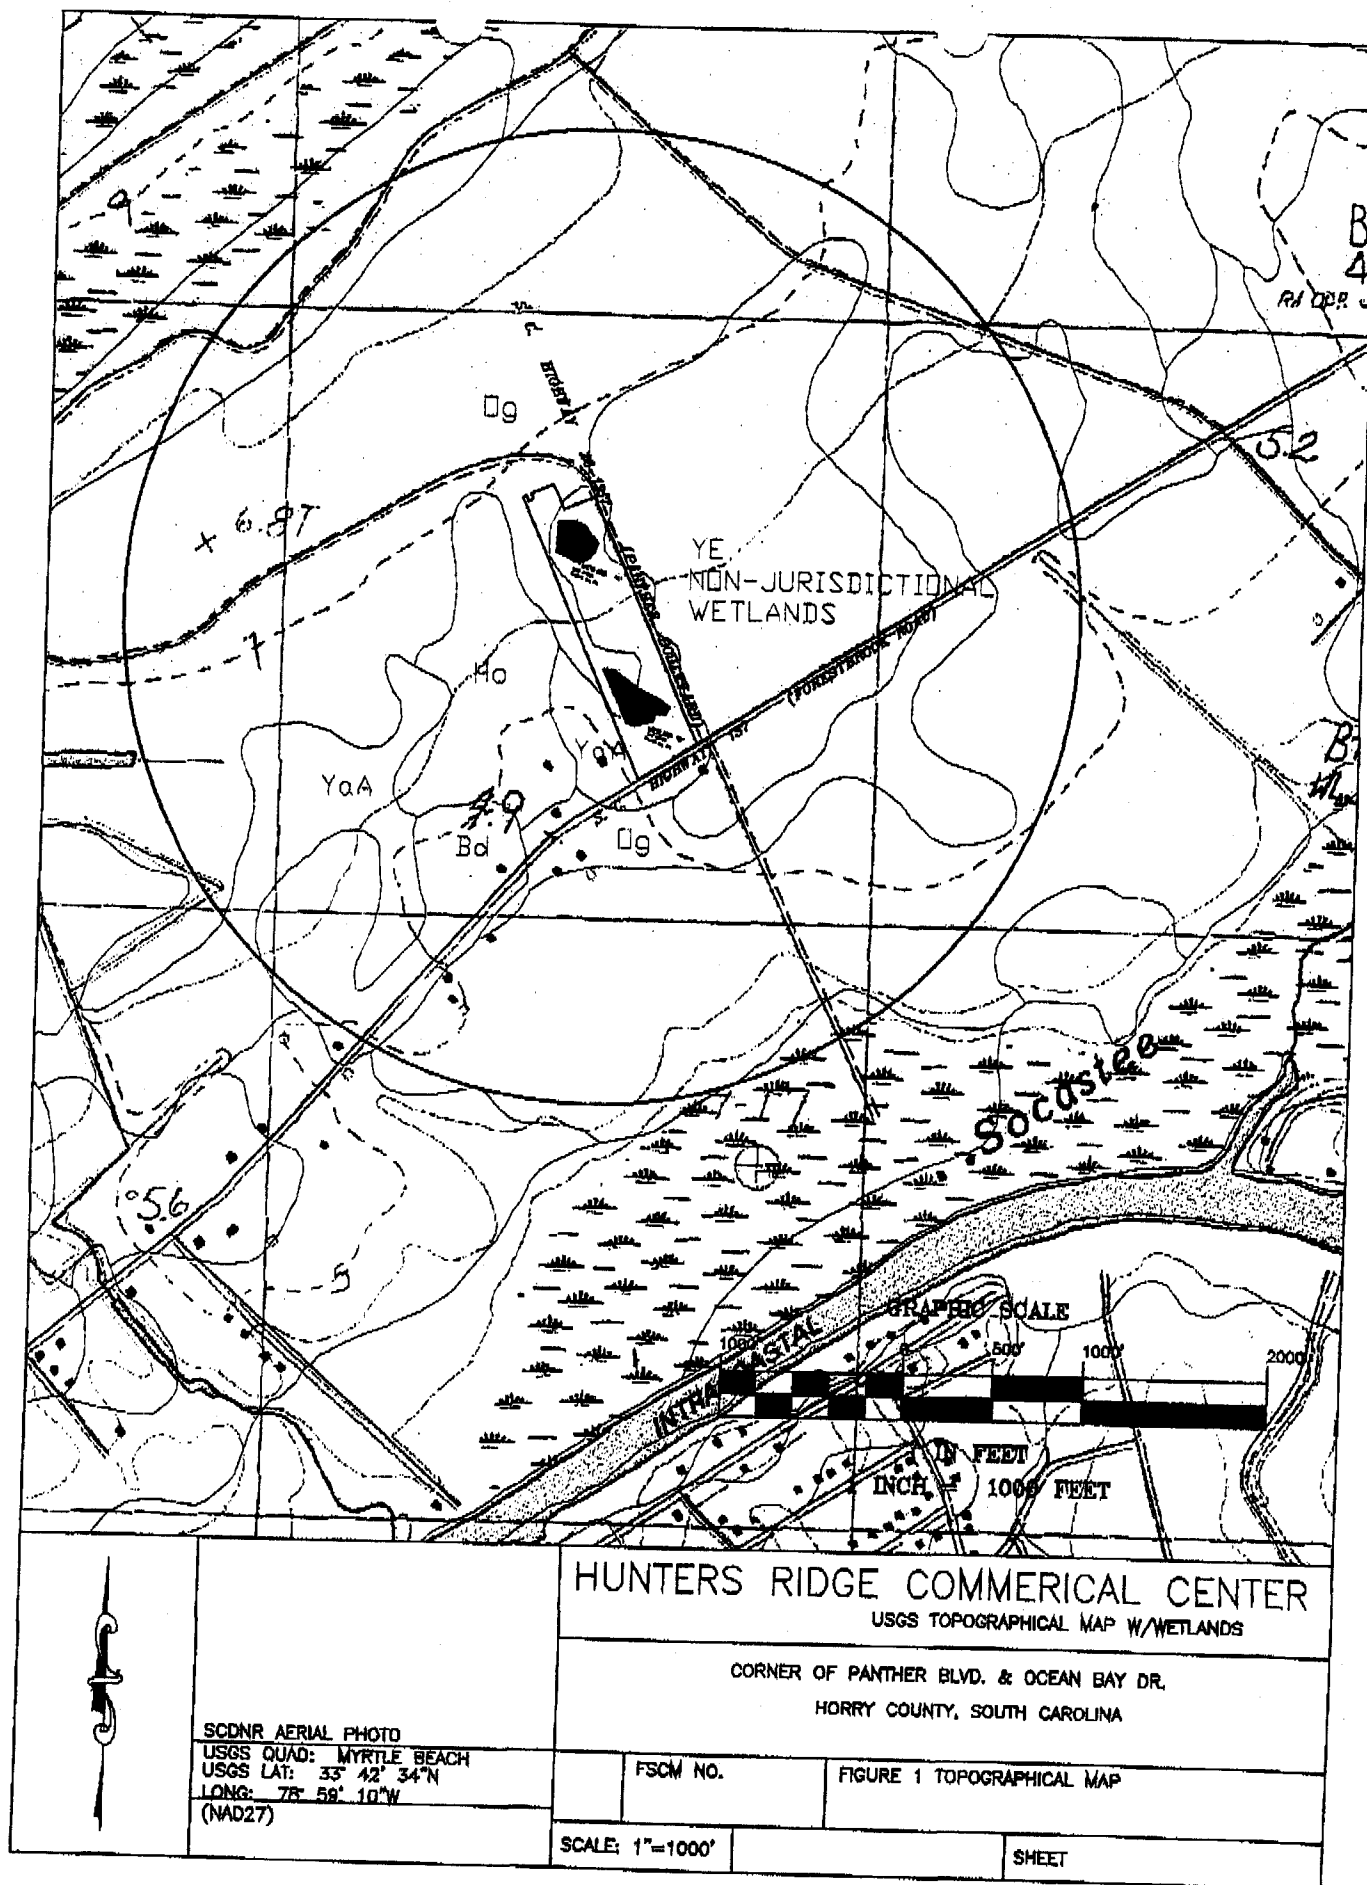 9
B
4
HIGHWAY
Og
5.2
6.87
YE
NON-JURISDICTIONAL
WETLANDS
7
(FORESTBROOK ROAD)
Ho
YaA
HIGHWAY 137
YaA
4.9
Bd
Og
Socastee
5.6
5
GRAPHIC SCALE
1000' 0 500' 1000' 2000'
IN FEET
INCH = 1000 FEET
HUNTERS RIDGE COMMERICAL CENTER
USGS TOPOGRAPHICAL MAP W/WETLANDS
CORNER OF PANTHER BLVD. & OCEAN BAY DR.
HORRY COUNTY, SOUTH CAROLINA
SCDNR AERIAL PHOTO
USGS QUAD: MYRTLE BEACH
USGS LAT: 33° 42' 34"N
LONG: 78° 59' 10"W
(NAD27)
FSCM NO.
FIGURE 1 TOPOGRAPHICAL MAP
SCALE: 1"=1000'
SHEET